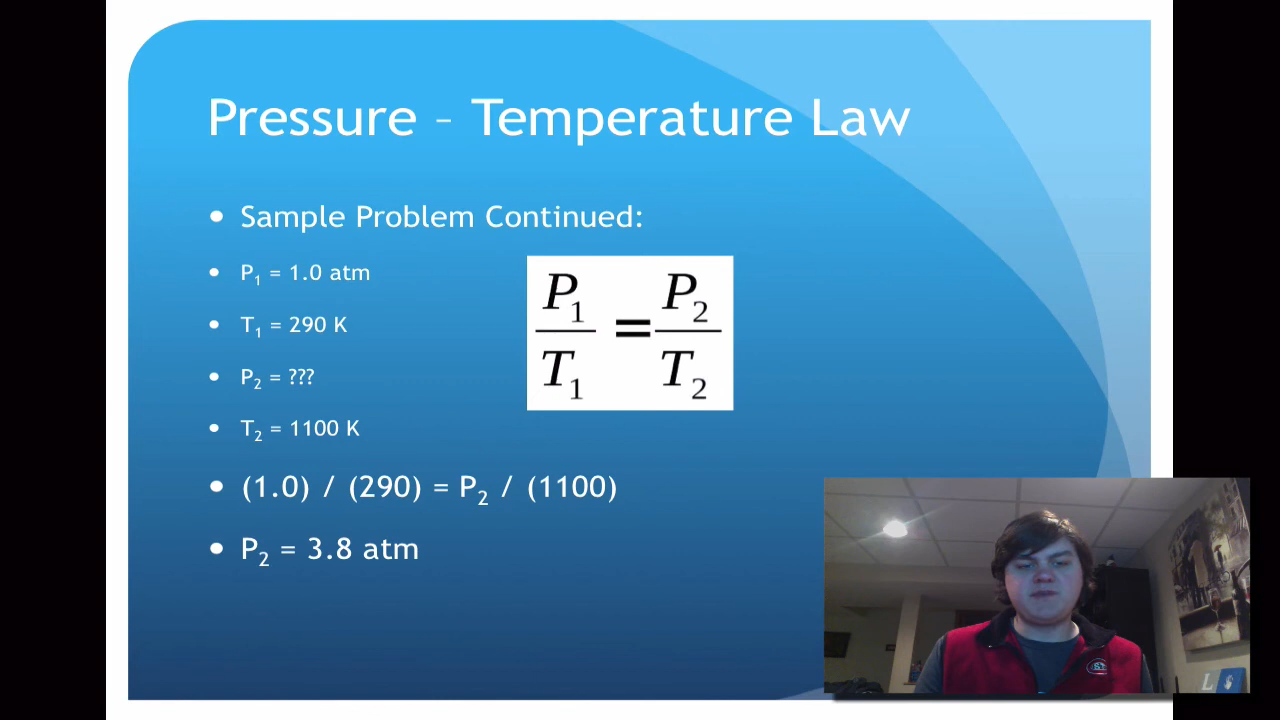 Pressure – Temperature Law
• Sample Problem Continued:
• P₁ = 1.0 atm
• T₁ = 290 K
• P₂ = ???
• T₂ = 1100 K
P₁/T₁ = P₂/T₂
• (1.0) / (290) = P₂ / (1100)
• P₂ = 3.8 atm
L